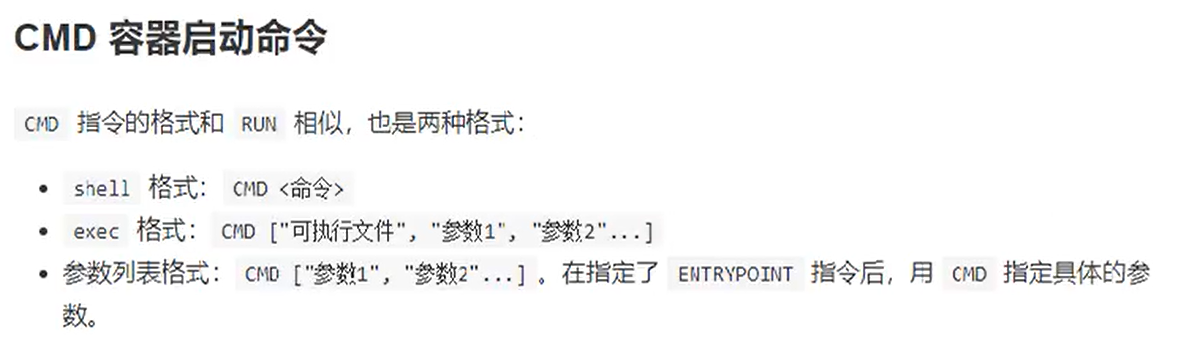 CMD 容器启动命令
CMD 指令的格式和 RUN 相似，也是两种格式：
shell 格式： CMD <命令>
exec 格式： CMD ["可执行文件", "参数1", "参数2"...]
参数列表格式： CMD ["参数1", "参数2"...] 。在指定了 ENTRYPOINT 指令后，用 CMD 指定具体的参
数。